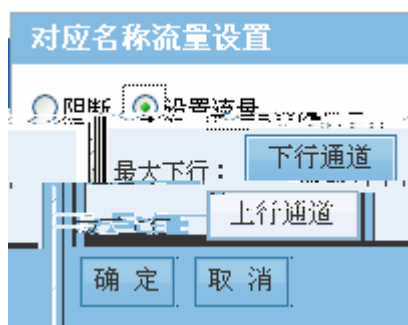 对应名称流量设置
阻断 设置流量
最大下行： 下行通道
上行通道
确 定 取 消